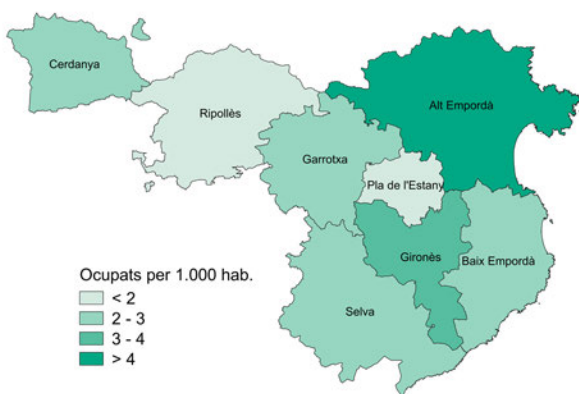 Cerdanya
Ripollès
Alt Empordà
Garrotxa
Pla de l'Estany
Gironès
Baix Empordà
Selva
Ocupats per 1.000 hab.
< 2
2 - 3
3 - 4
> 4